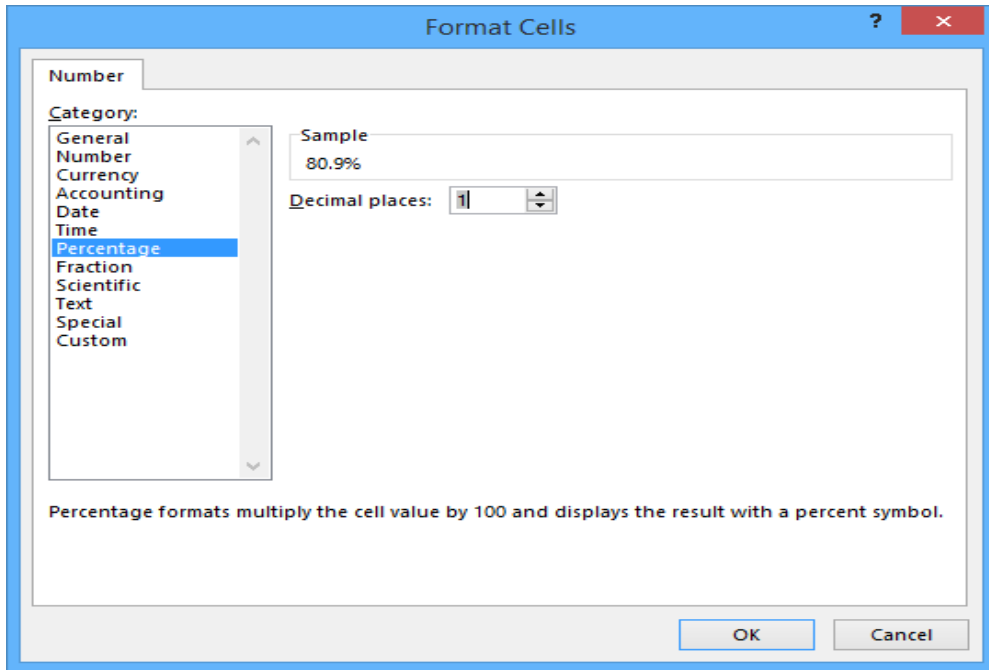 Format Cells
?
Number
Category:
General
Number
Currency
Accounting
Date
Time
Percentage
Fraction
Scientific
Text
Special
Custom
Sample
80.9%
Decimal places: 1
Percentage formats multiply the cell value by 100 and displays the result with a percent symbol.
OK Cancel